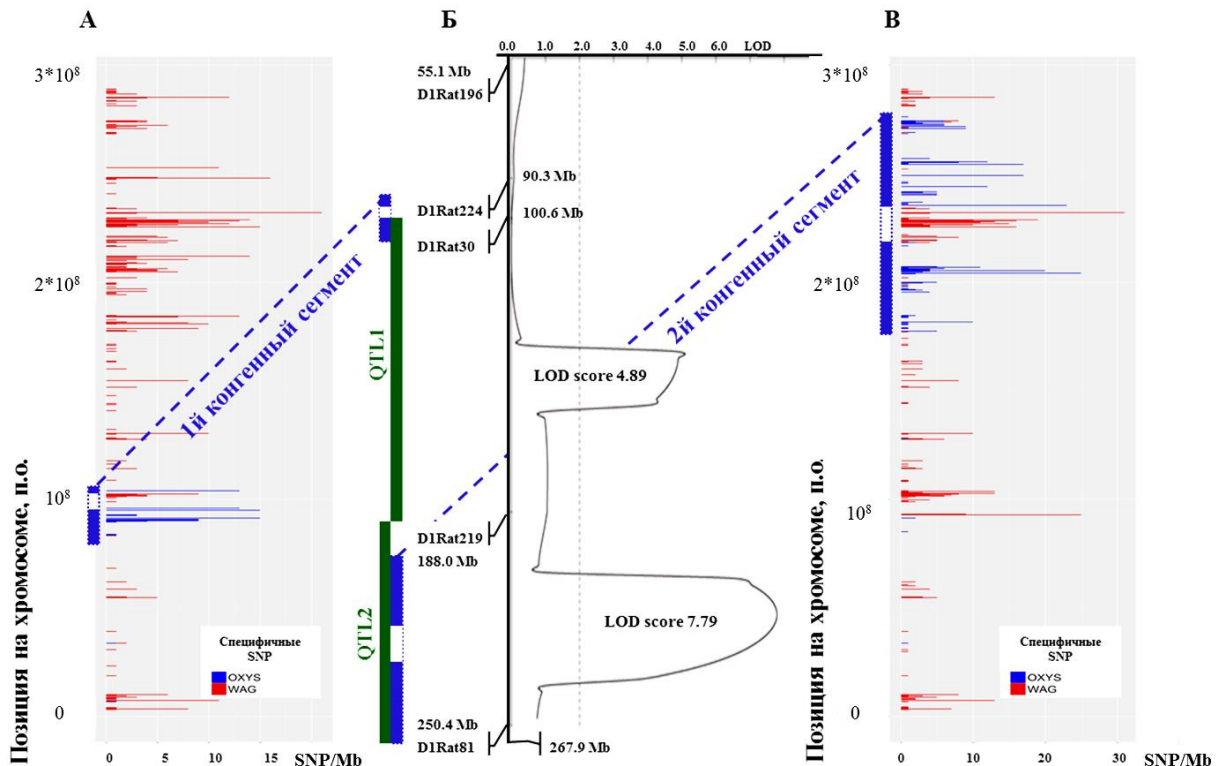 А
Позиция на хромосоме, п.о.
3*10⁸
2*10⁸
10⁸
0
1й конгенный сегмент
Специфичные
SNP
OXYS
WAG
0
5
10
15
SNP/Mb
Б
0.0
1.0
2.0
3.0
4.0
5.0
6.0
LOD
55.1 Mb
D1Rat196
90.3 Mb
D1Rat224
100.6 Mb
D1Rat30
QTL1
LOD score 4.89
D1Rat219
188.0 Mb
QTL2
LOD score 7.79
250.4 Mb
D1Rat81
267.9 Mb
2й конгенный сегмент
В
Позиция на хромосоме, п.о.
3*10⁸
2*10⁸
10⁸
0
Специфичные
SNP
OXYS
WAG
0
10
20
30
SNP/Mb